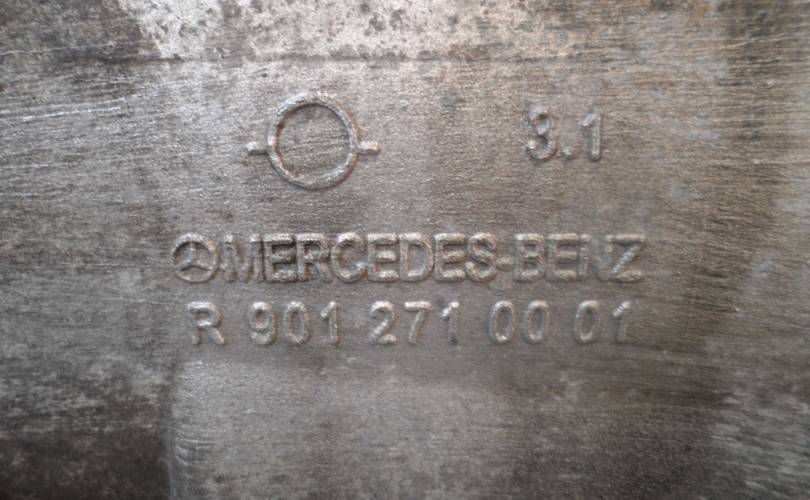 3.1
MERCEDES-BENZ
R 901 271 00 01